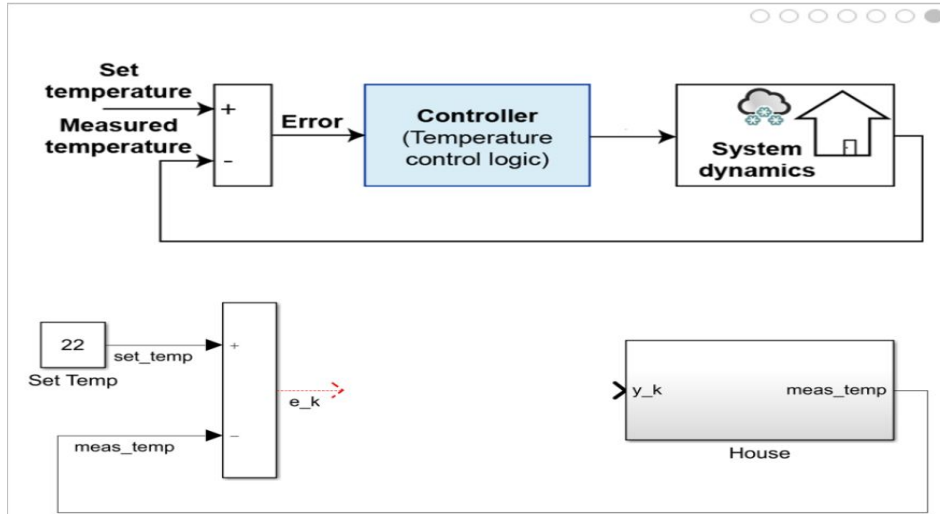 Set
temperature
+
Measured
temperature
-
Error
Controller
(Temperature
control logic)
System
dynamics
22
set_temp
Set Temp
+
e_k
−
meas_temp
y_k
meas_temp
House